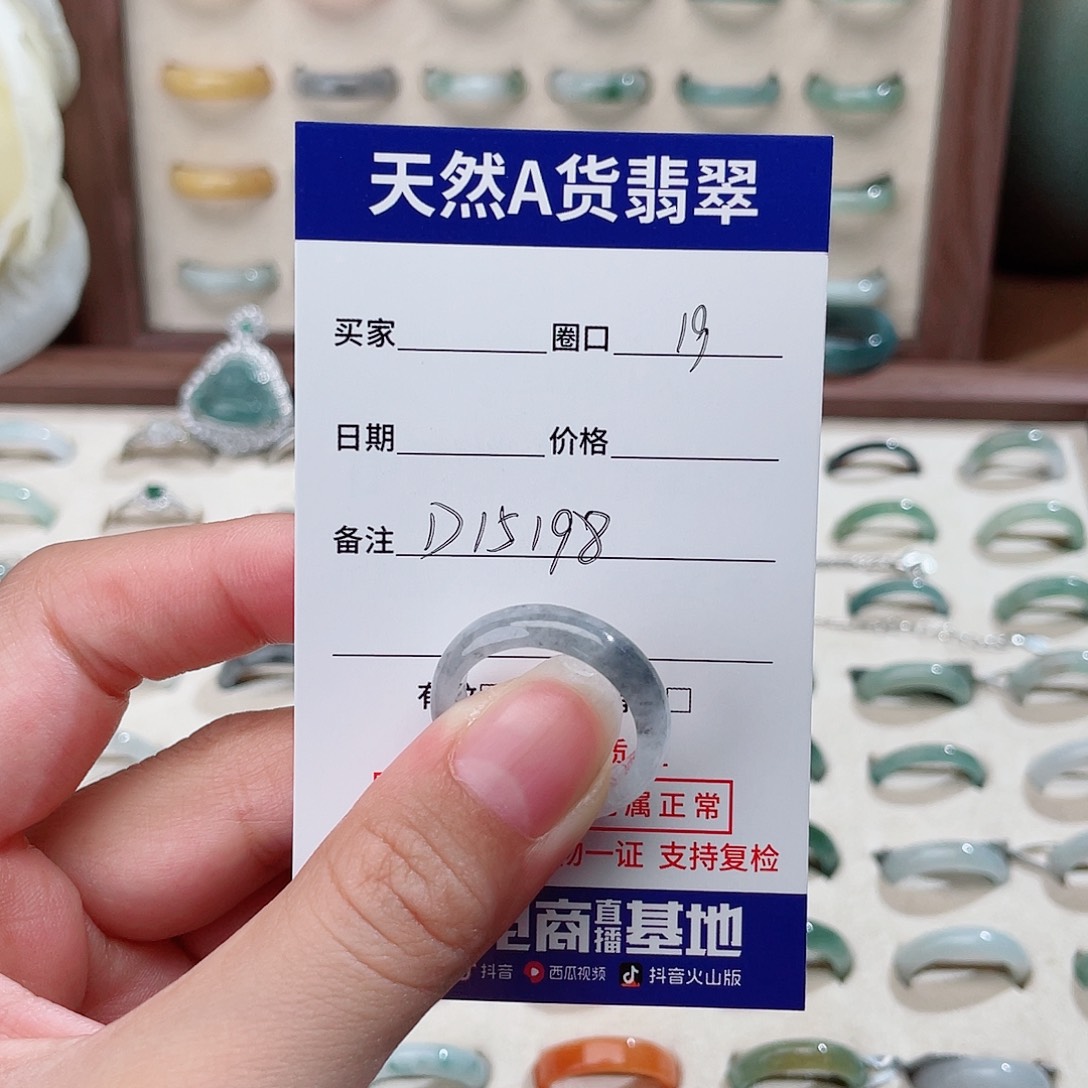 天然A货翡翠
买家 圈口 19
日期 价格
备注 D15198
属正常
一证 支持复检
电商直播基地
抖音 西瓜视频 抖音火山版